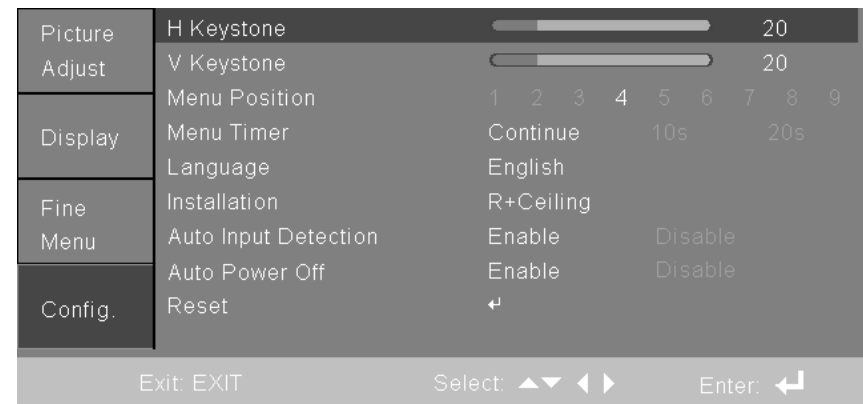 Picture
Adjust
Display
Fine
Menu
Config.
H Keystone 20
V Keystone 20
Menu Position 1 2 3 4 5 6 7 8 9
Menu Timer Continue 10s 20s
Language English
Installation R+Ceiling
Auto Input Detection Enable Disable
Auto Power Off Enable Disable
Reset ↵
Exit: EXIT Select: ▲▼ ◀ ▶ Enter: ↵